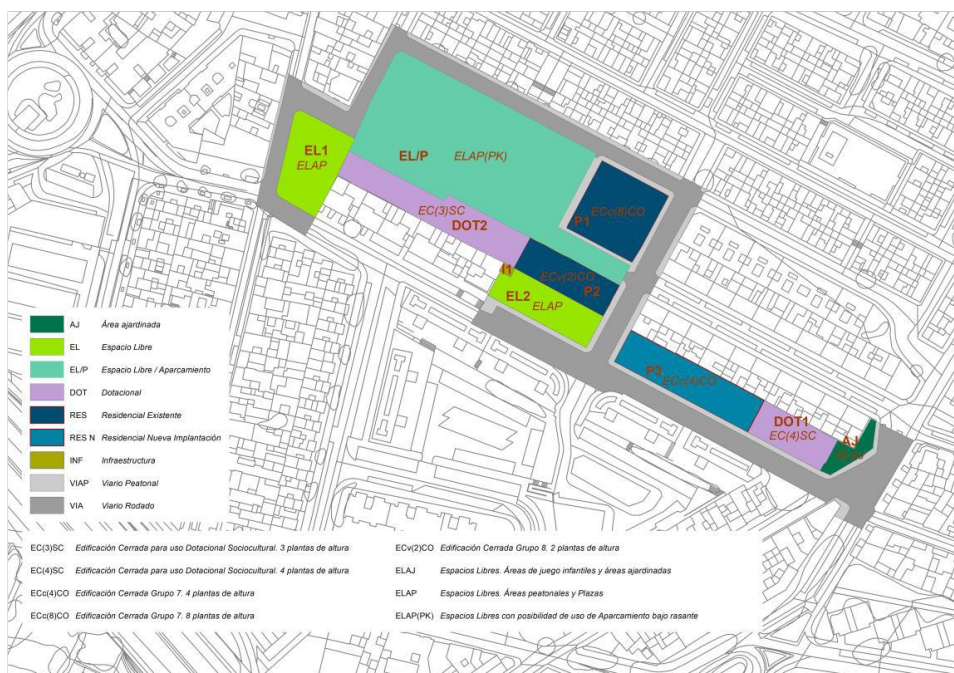 EL1
ELAP
EL/P
ELAP(PK)
EC(3)SC
DOT2
ECc(8)CO
P1
I1
ECv(2)CO
P2
EL2
ELAP
P3
ECc(4)CO
DOT1
EC(4)SC
AJ
ELAJ
AJ Área ajardinada
EL Espacio Libre
EL/P Espacio Libre / Aparcamiento
DOT Dotacional
RES Residencial Existente
RES N Residencial Nueva Implantación
INF Infraestructura
VIAP Viario Peatonal
VIA Viario Rodado
EC(3)SC Edificación Cerrada para uso Dotacional Sociocultural. 3 plantas de altura
EC(4)SC Edificación Cerrada para uso Dotacional Sociocultural. 4 plantas de altura
ECc(4)CO Edificación Cerrada Grupo 7. 4 plantas de altura
ECc(8)CO Edificación Cerrada Grupo 7. 8 plantas de altura
ECv(2)CO Edificación Cerrada Grupo 8. 2 plantas de altura
ELAJ Espacios Libres. Áreas de juego infantiles y áreas ajardinadas
ELAP Espacios Libres. Áreas peatonales y Plazas
ELAP(PK) Espacios Libres con posibilidad de uso de Aparcamiento bajo rasante